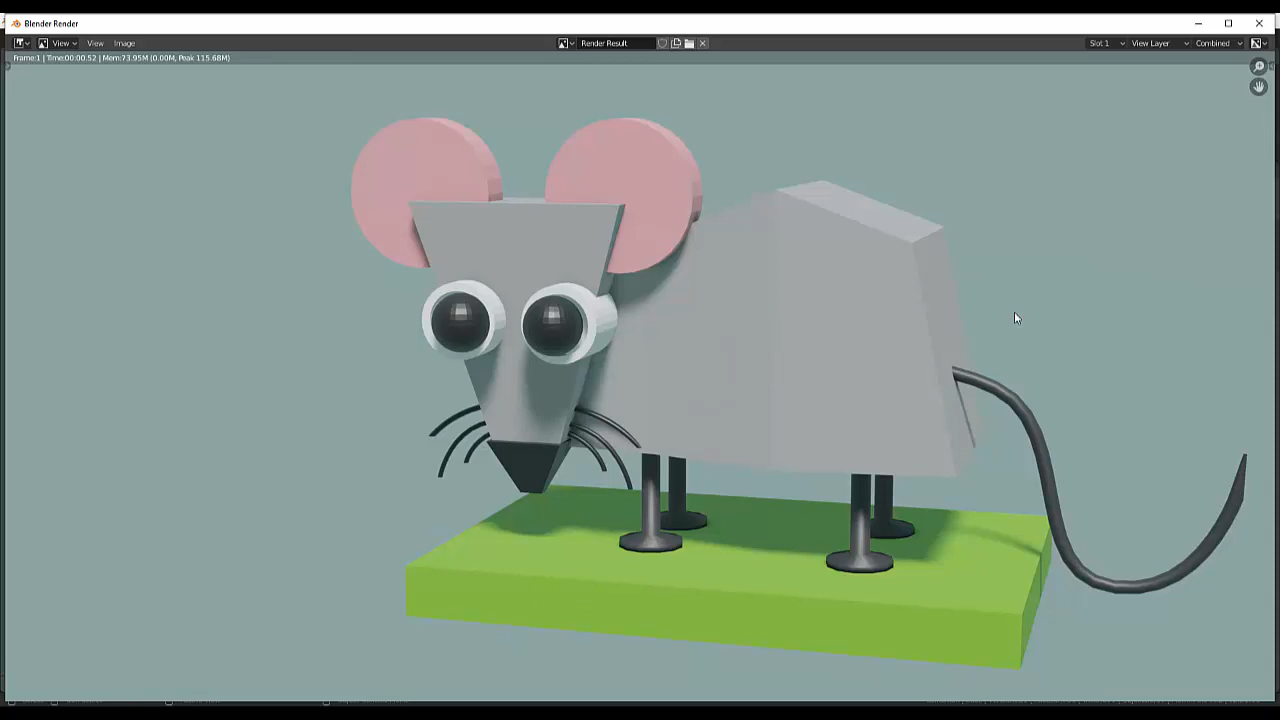 Blender Render
View View Image Render Result Slot 1 View Layer Combined
Frame:1 | Time:00:00.52 | Mem:73.95M (0.00M, Peak 115.68M)